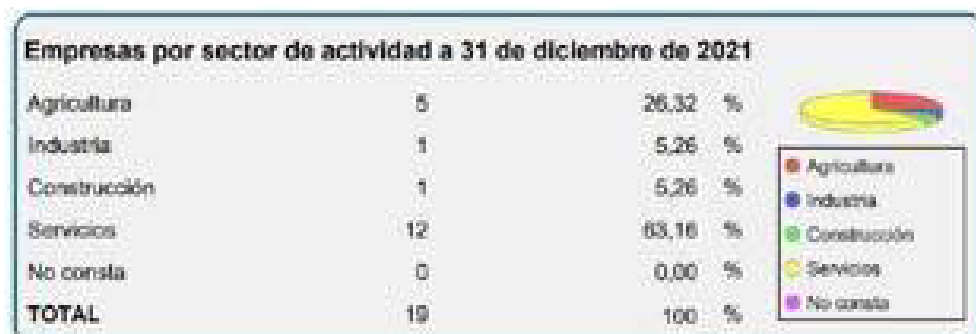 Empresas por sector de actividad a 31 de diciembre de 2021
Agricultura 5 26,32 %
Industria 1 5,26 %
Construcción 1 5,26 %
Servicios 12 63,16 %
No consta 0 0,00 %
TOTAL 19 100 %
Agricultura
Industria
Construcción
Servicios
No consta